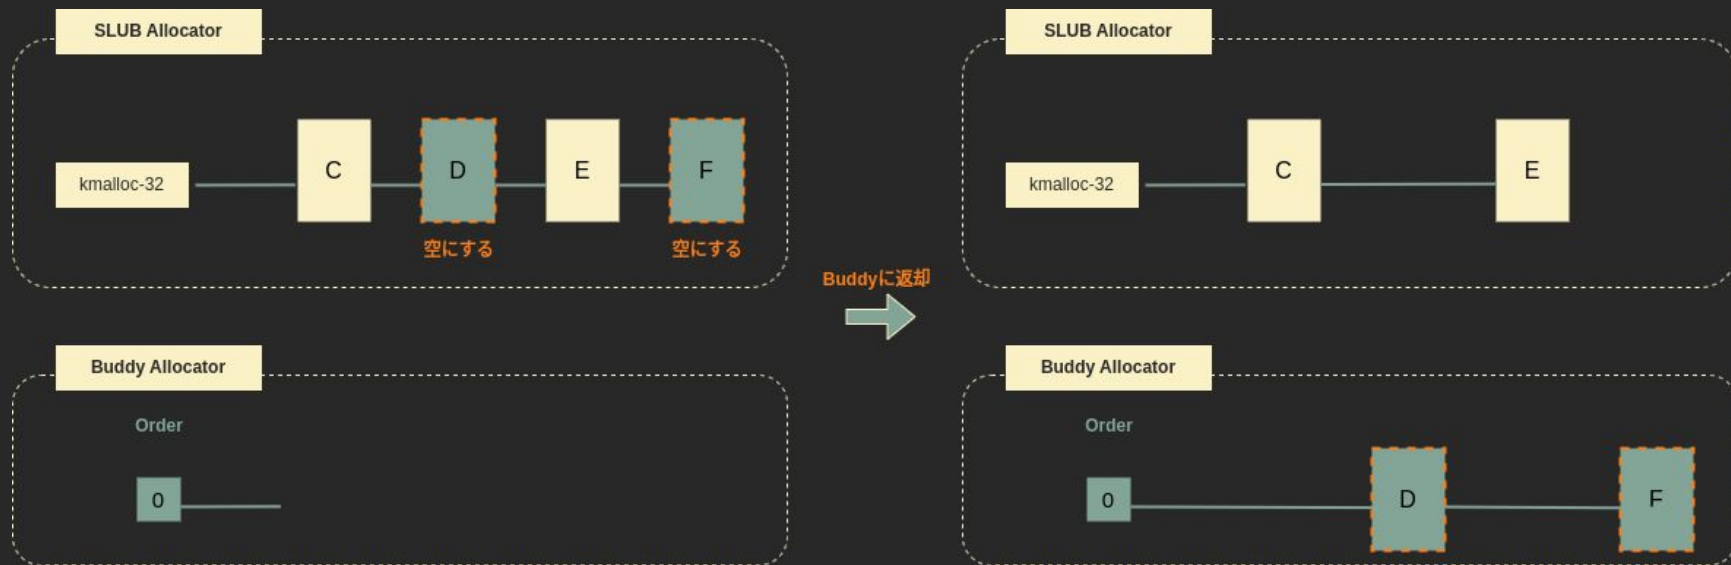 SLUB Allocator
kmalloc-32
C
D
E
F
空にする
空にする
Buddy Allocator
Order
0
Buddyに返却
SLUB Allocator
kmalloc-32
C
E
Buddy Allocator
Order
0
D
F